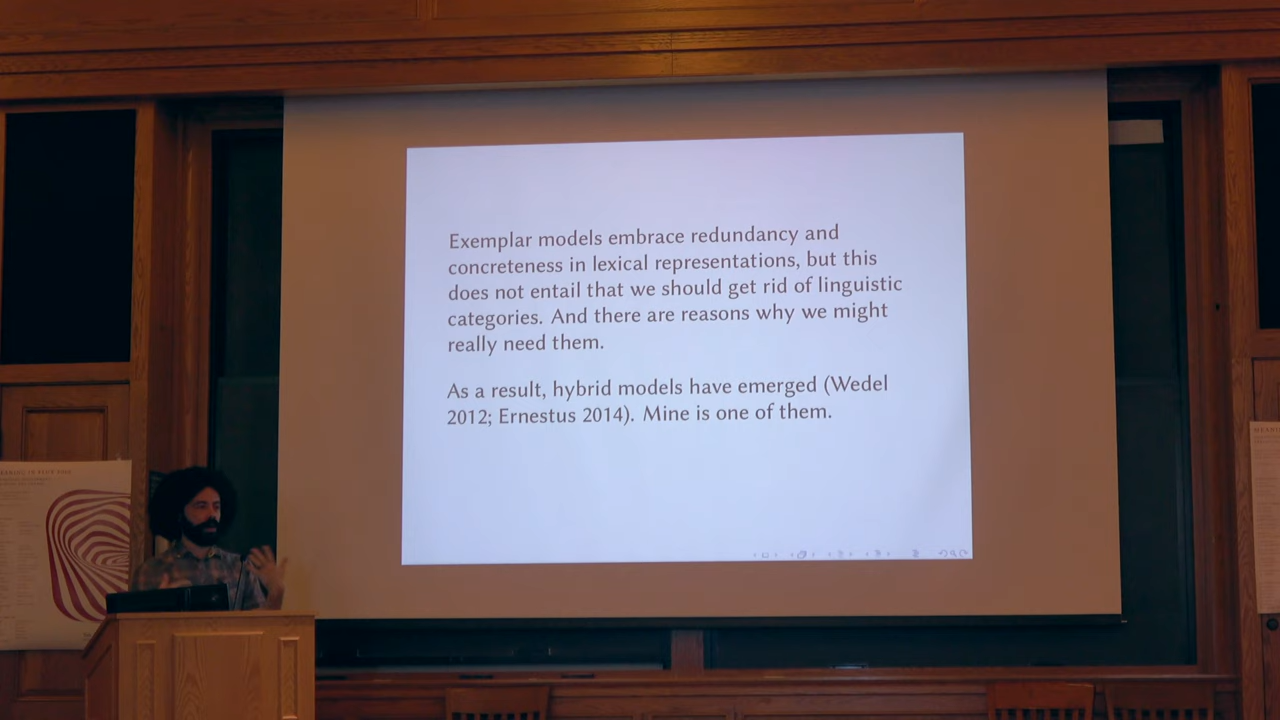 Exemplar models embrace redundancy and
concreteness in lexical representations, but this
does not entail that we should get rid of linguistic
categories. And there are reasons why we might
really need them.
As a result, hybrid models have emerged (Wedel
2012; Ernestus 2014). Mine is one of them.